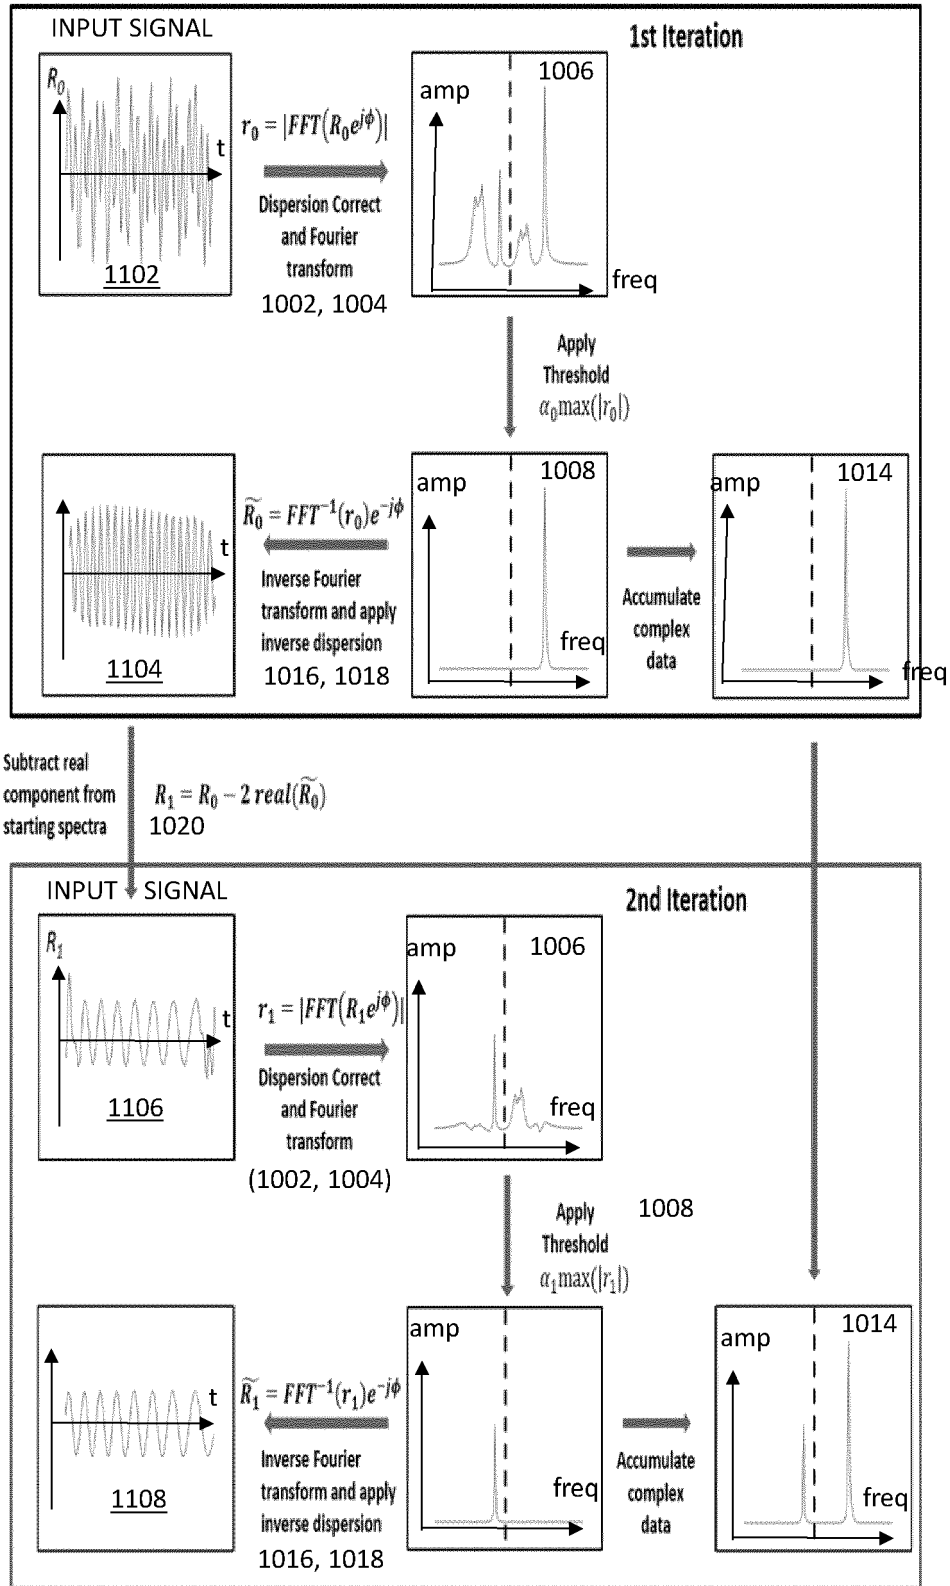 INPUT SIGNAL
1st Iteration
R₀
t
1102
r₀ = |FFT(R₀e^{jϕ})|
Dispersion Correct
and Fourier
transform
1002, 1004
amp
1006
freq
Apply
Threshold
α₀max(|r₀|)
t
1104
R̃₀ = FFT⁻¹(r₀)e^{-jϕ}
Inverse Fourier
transform and apply
inverse dispersion
1016, 1018
amp
1008
freq
Accumulate
complex
data
amp
1014
freq
Subtract real
component from
starting spectra
R₁ = R₀ − 2 real(R̃₀)
1020
INPUT SIGNAL
2nd Iteration
R₁
t
1106
r₁ = |FFT(R₁e^{jϕ})|
Dispersion Correct
and Fourier
transform
(1002, 1004)
amp
1006
freq
Apply
Threshold
α₁max(|r₁|)
1008
t
1108
R̃₁ = FFT⁻¹(r₁)e^{-jϕ}
Inverse Fourier
transform and apply
inverse dispersion
1016, 1018
amp
freq
Accumulate
complex
data
amp
1014
freq